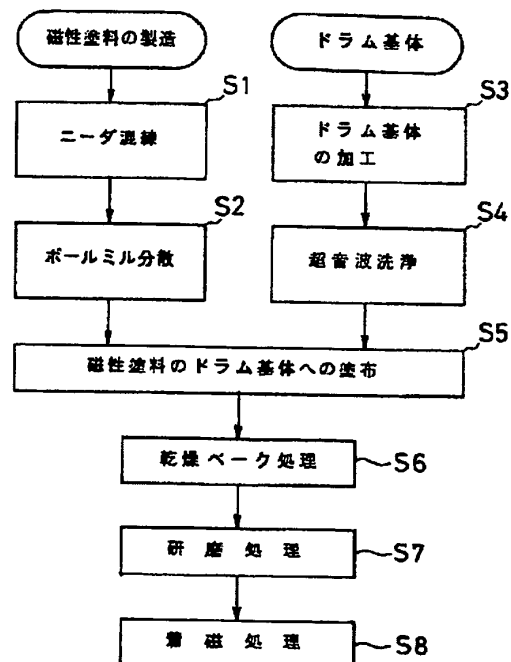 磁性塗料の製造
ドラム基体
S1
ニーダ混練
S3
ドラム基体
の加工
S2
ボールミル分散
S4
超音波洗浄
S5
磁性塗料のドラム基体への塗布
乾燥ベーク処理
S6
研磨処理
S7
着磁処理
S8